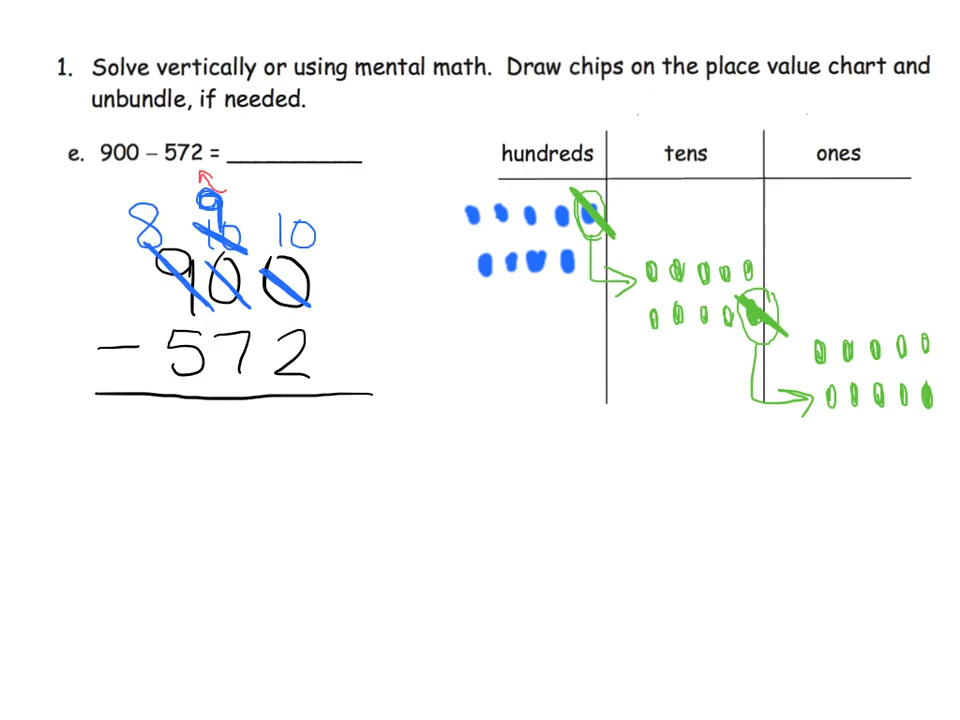 1. Solve vertically or using mental math. Draw chips on the place value chart and
unbundle, if needed.
e. 900 – 572 = ___________
hundreds tens ones
9
8 10 10
900
– 572